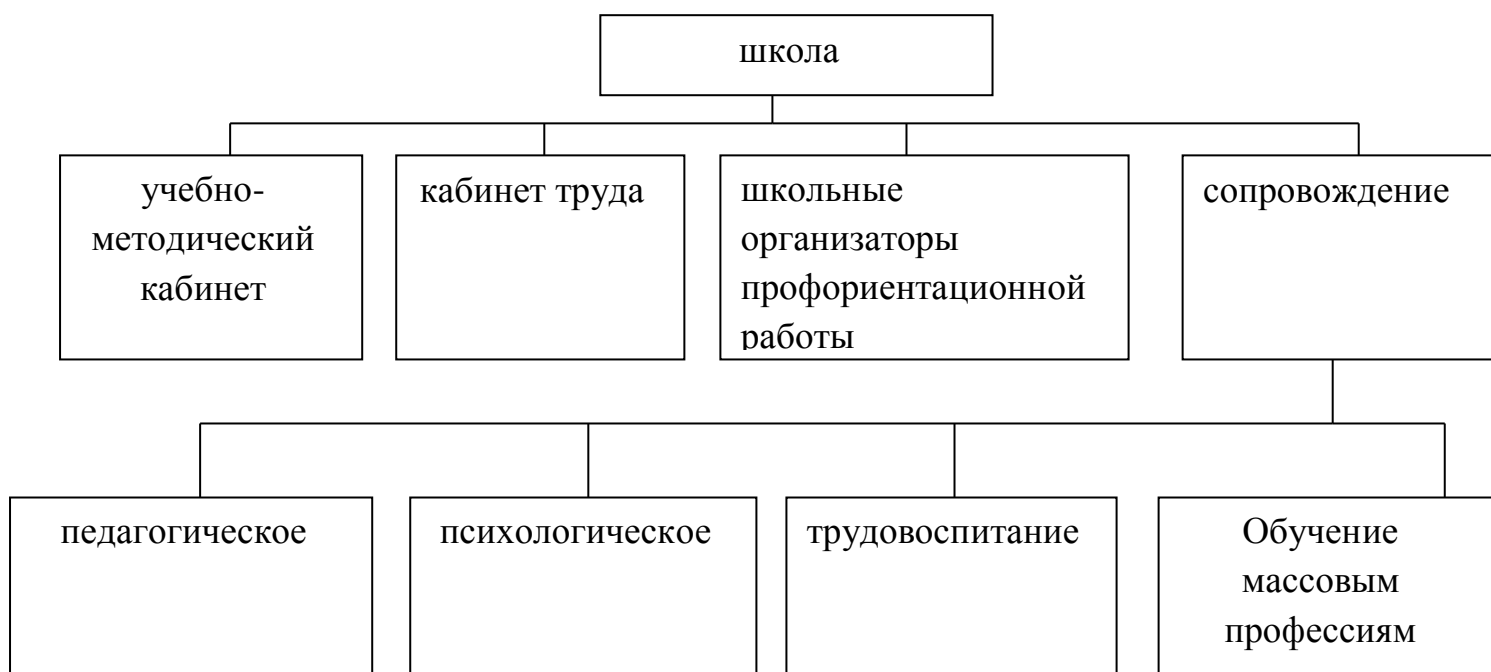 школа
учебно-
методический
кабинет
кабинет труда
школьные
организаторы
профориентационной
работы
сопровождение
педагогическое
психологическое
трудовоспитание
Обучение
массовым
профессиям